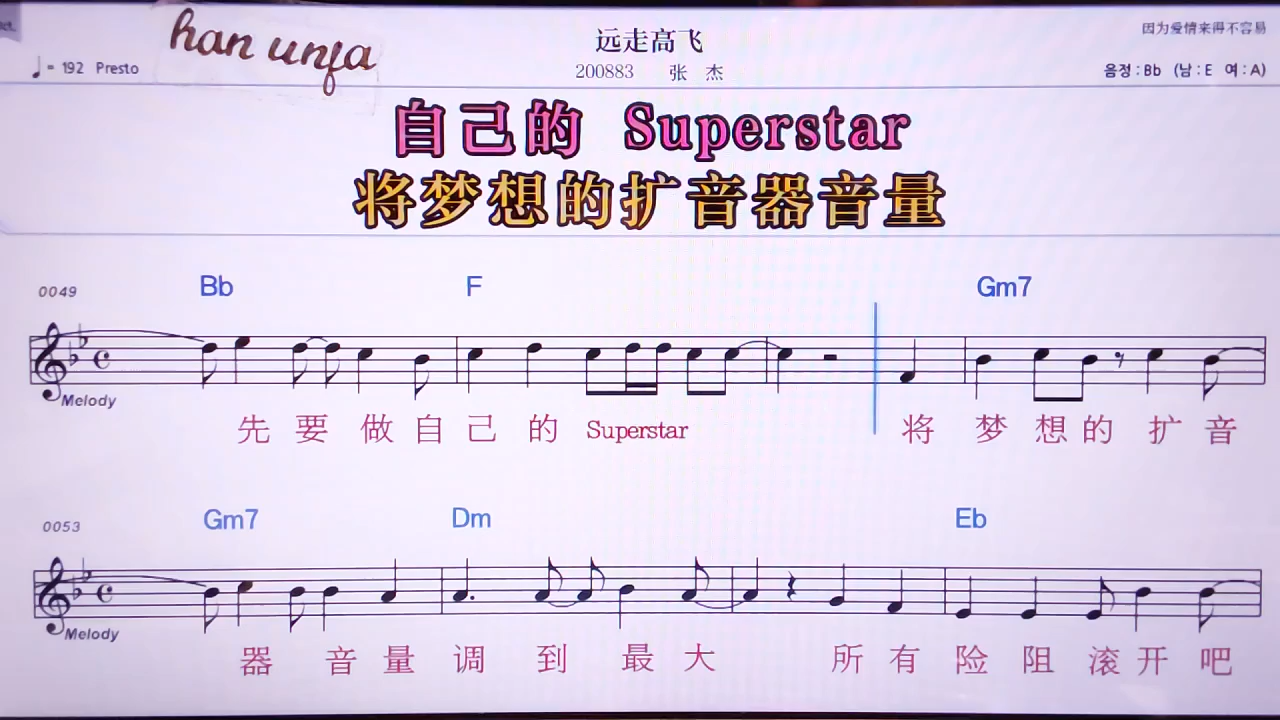 han unfa
远走高飞
因为爱情来得不容易
= 192 Presto
200883 张 杰
음정 : Bb (남 : E 여 : A)
自己的 Superstar
将梦想的扩音器音量
0049 Bb F Gm7
Melody
先要做自己的 Superstar 将梦想的扩音
0053 Gm7 Dm Eb
Melody
器音量调到最大 所有险阻滚开吧